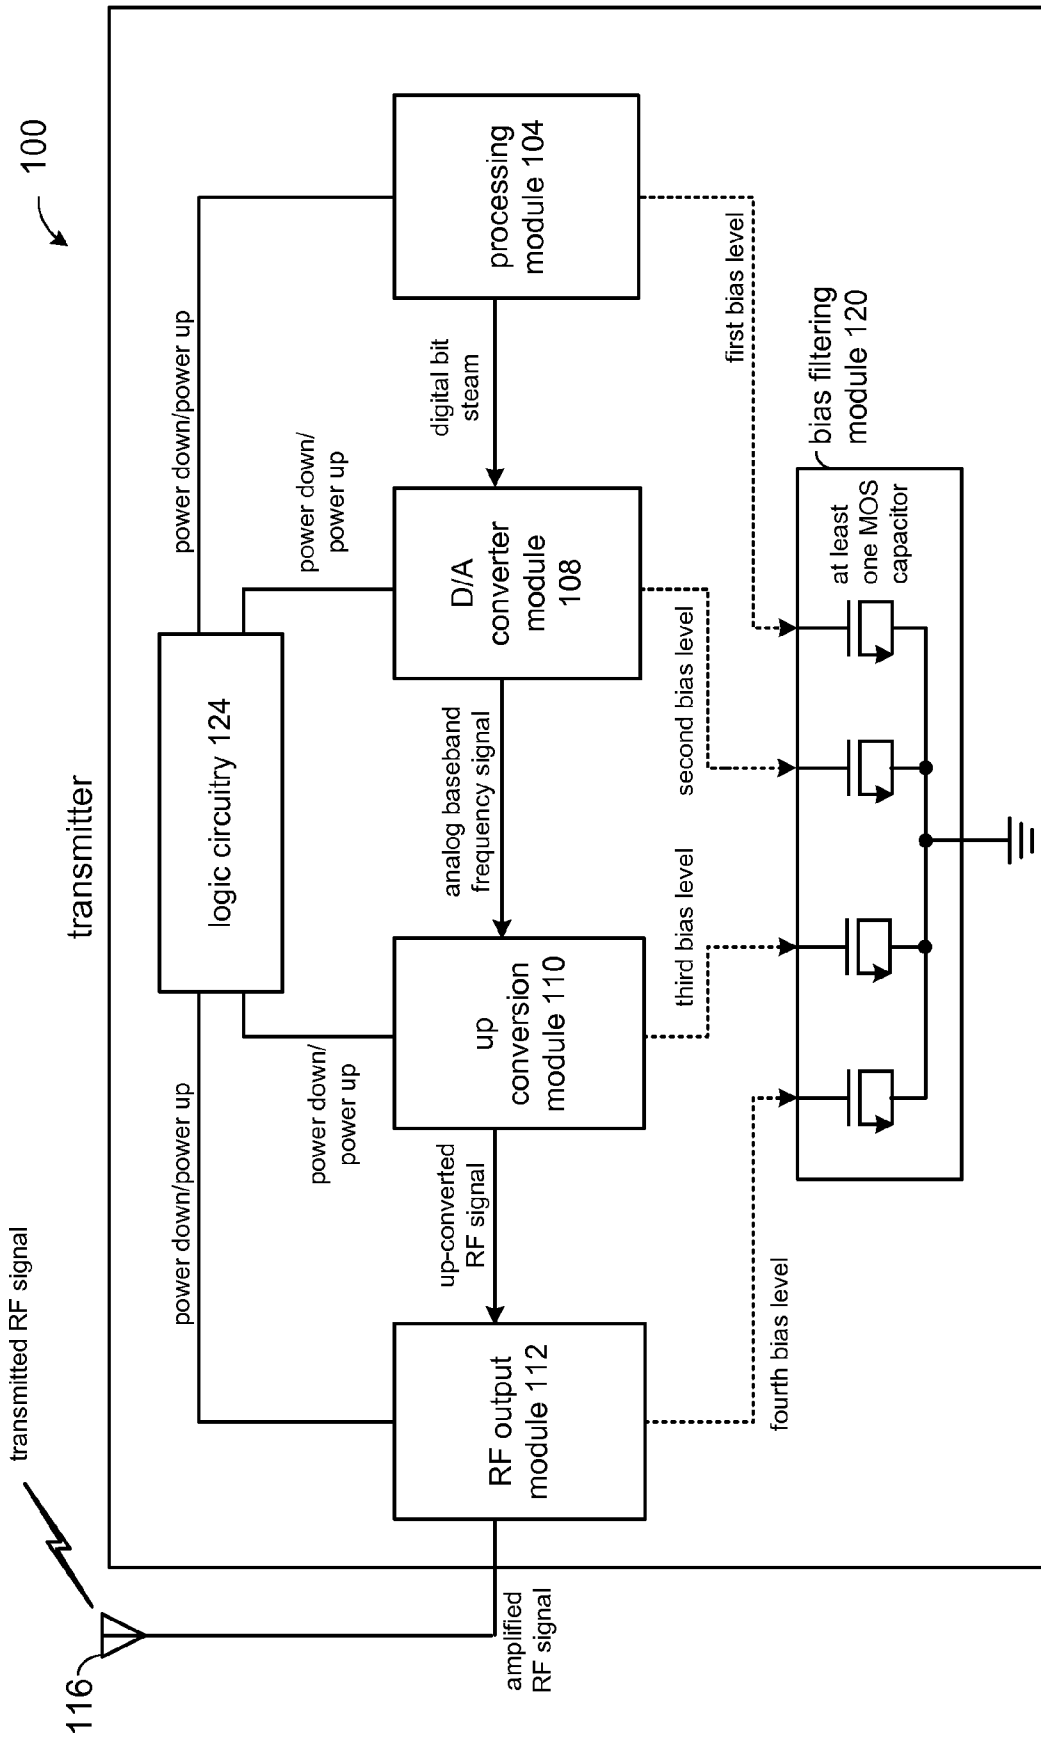 transmitted RF signal
116
transmitter
100
power down/power up
logic circuitry 124
power down/power up
power down/
power up
power down/
power up
amplified
RF signal
RF output
module 112
up-converted
RF signal
up
conversion
module 110
analog baseband
frequency signal
D/A
converter
module
108
digital bit
steam
processing
module 104
fourth bias level
third bias level
second bias level
first bias level
bias filtering
module 120
at least
one MOS
capacitor